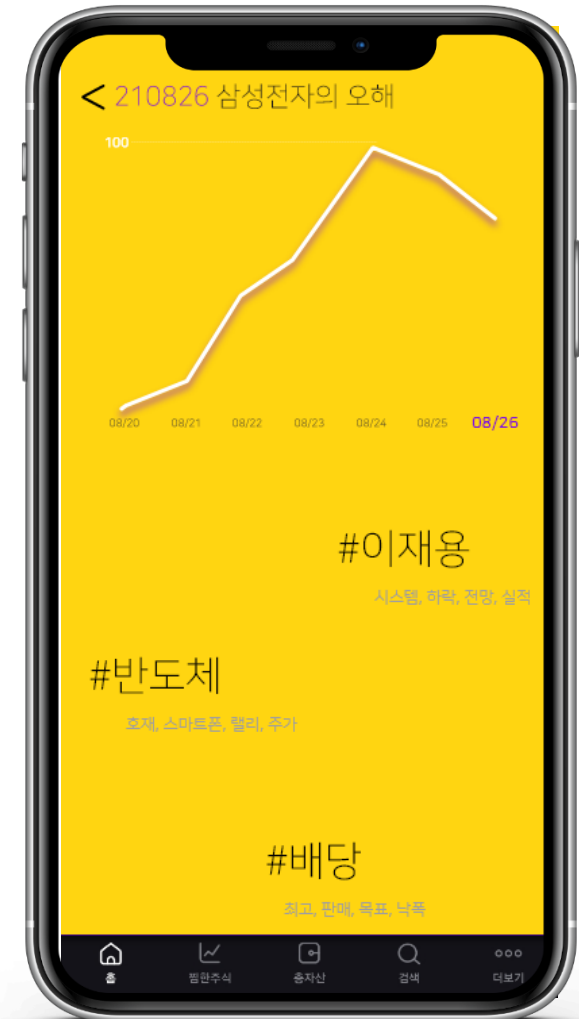 < 210826 삼성전자의 오해
100
08/20 08/21 08/22 08/23 08/24 08/25 08/26
#이재용
시스템, 하락, 전망, 실적
#반도체
호재, 스마트폰, 랠리, 주가
#배당
최고, 판매, 목표, 낙폭
홈 찜한주식 총자산 검색 더보기